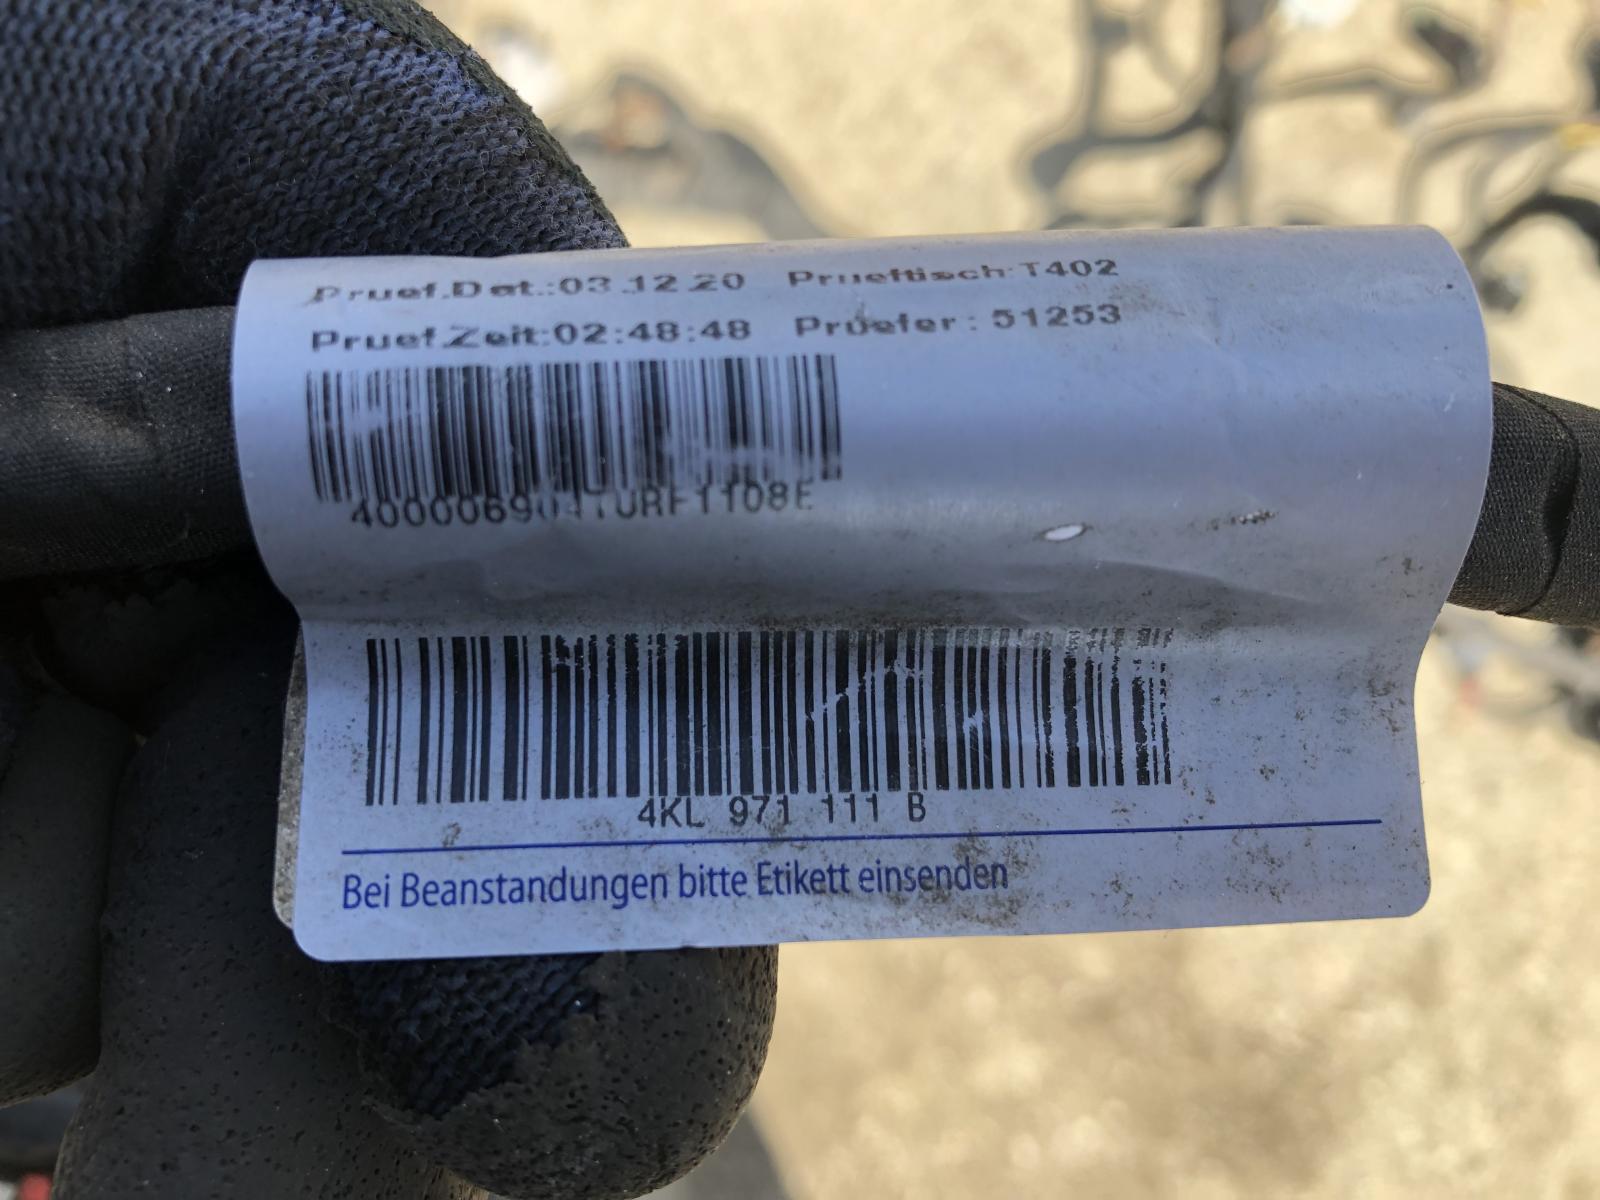 Pruef.Dat.:03.12.20 Prueftisch:T402
Pruef.Zeit:02:48:48 Pruefer: 51253
4KL 971 111 B
Bei Beanstandungen bitte Etikett einsenden